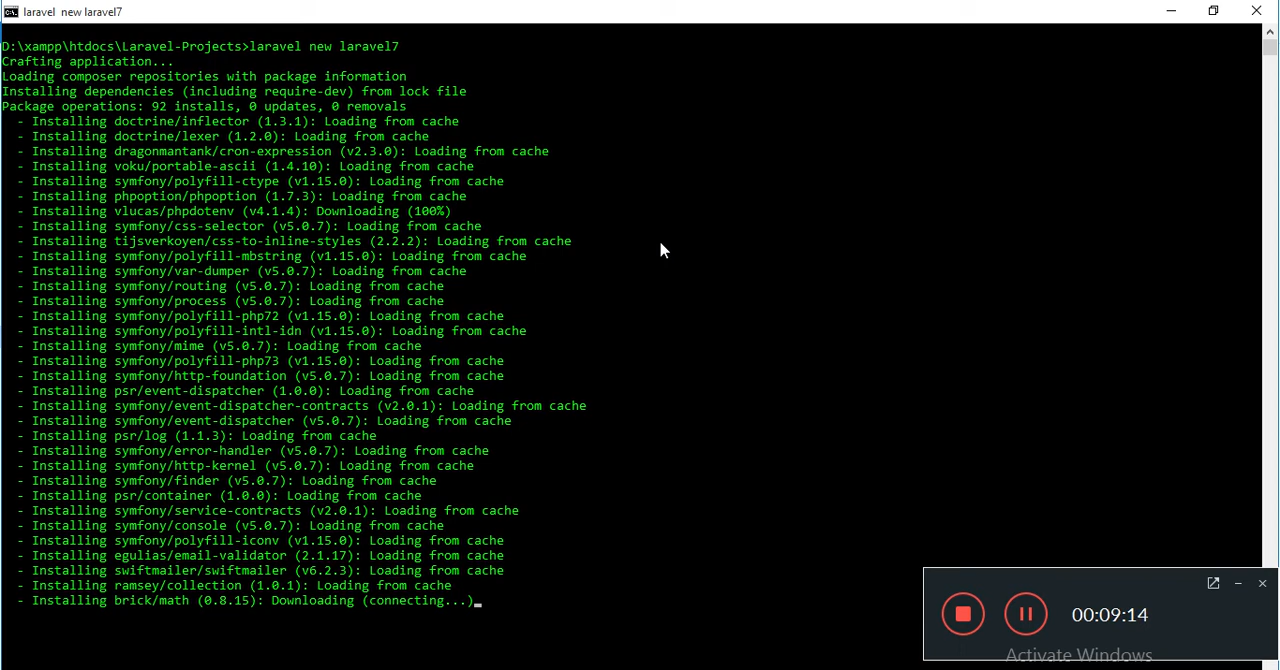 laravel  new laravel7
D:\xampp\htdocs\Laravel-Projects>laravel new laravel7
Crafting application...
Loading composer repositories with package information
Installing dependencies (including require-dev) from lock file
Package operations: 92 installs, 0 updates, 0 removals
  - Installing doctrine/inflector (1.3.1): Loading from cache
  - Installing doctrine/lexer (1.2.0): Loading from cache
  - Installing dragonmantank/cron-expression (v2.3.0): Loading from cache
  - Installing voku/portable-ascii (1.4.10): Loading from cache
  - Installing symfony/polyfill-ctype (v1.15.0): Loading from cache
  - Installing phpoption/phpoption (1.7.3): Loading from cache
  - Installing vlucas/phpdotenv (v4.1.4): Downloading (100%)
  - Installing symfony/css-selector (v5.0.7): Loading from cache
  - Installing tijsverkoyen/css-to-inline-styles (2.2.2): Loading from cache
  - Installing symfony/polyfill-mbstring (v1.15.0): Loading from cache
  - Installing symfony/var-dumper (v5.0.7): Loading from cache
  - Installing symfony/routing (v5.0.7): Loading from cache
  - Installing symfony/process (v5.0.7): Loading from cache
  - Installing symfony/polyfill-php72 (v1.15.0): Loading from cache
  - Installing symfony/polyfill-intl-idn (v1.15.0): Loading from cache
  - Installing symfony/mime (v5.0.7): Loading from cache
  - Installing symfony/polyfill-php73 (v1.15.0): Loading from cache
  - Installing symfony/http-foundation (v5.0.7): Loading from cache
  - Installing psr/event-dispatcher (1.0.0): Loading from cache
  - Installing symfony/event-dispatcher-contracts (v2.0.1): Loading from cache
  - Installing symfony/event-dispatcher (v5.0.7): Loading from cache
  - Installing psr/log (1.1.3): Loading from cache
  - Installing symfony/error-handler (v5.0.7): Loading from cache
  - Installing symfony/http-kernel (v5.0.7): Loading from cache
  - Installing symfony/finder (v5.0.7): Loading from cache
  - Installing psr/container (1.0.0): Loading from cache
  - Installing symfony/service-contracts (v2.0.1): Loading from cache
  - Installing symfony/console (v5.0.7): Loading from cache
  - Installing symfony/polyfill-iconv (v1.15.0): Loading from cache
  - Installing egulias/email-validator (2.1.17): Loading from cache
  - Installing swiftmailer/swiftmailer (v6.2.3): Loading from cache
  - Installing ramsey/collection (1.0.1): Loading from cache
  - Installing brick/math (0.8.15): Downloading (connecting...)
00:09:14
Activate Windows